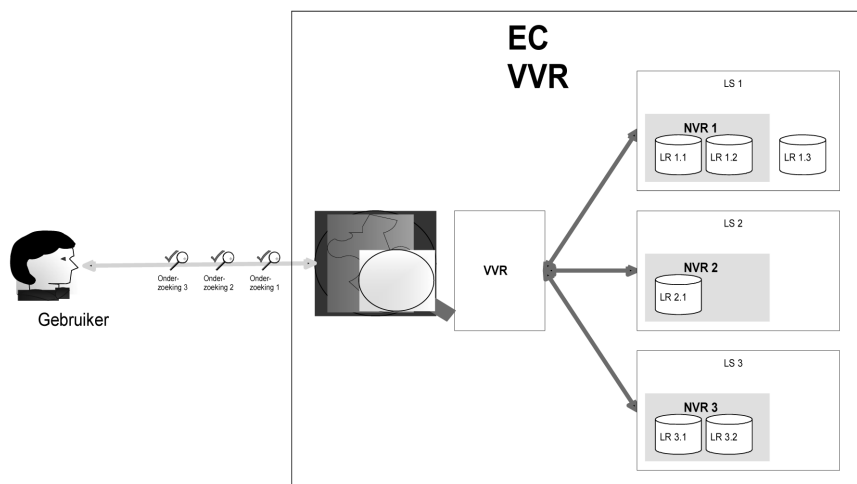 EC
VVR
LS 1
NVR 1
LR 1.1
LR 1.2
LR 1.3
Onder-
zoeking 3
Onder-
zoeking 2
Onder-
zoeking 1
Gebruiker
VVR
LS 2
NVR 2
LR 2.1
LS 3
NVR 3
LR 3.1
LR 3.2